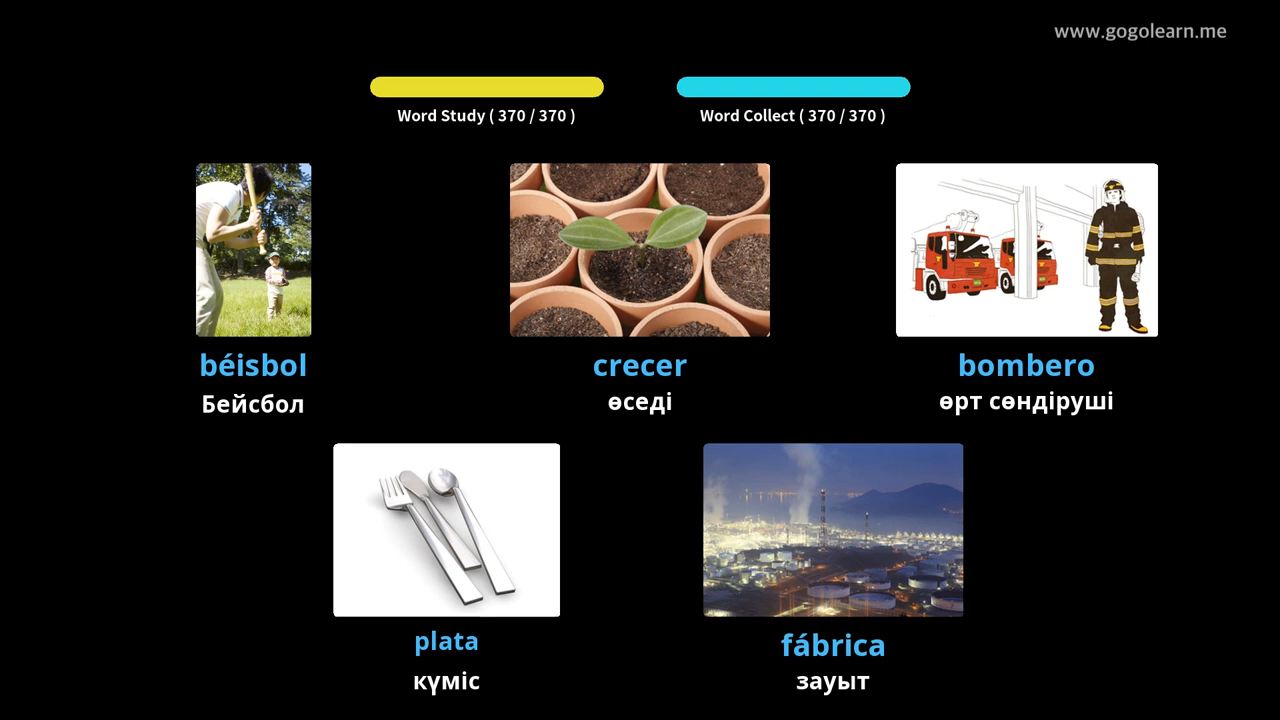 www.gogolearn.me
Word Study ( 370 / 370 )
Word Collect ( 370 / 370 )
béisbol
Бейсбол
crecer
өседі
bombero
өрт сөндіруші
plata
күміс
fábrica
зауыт